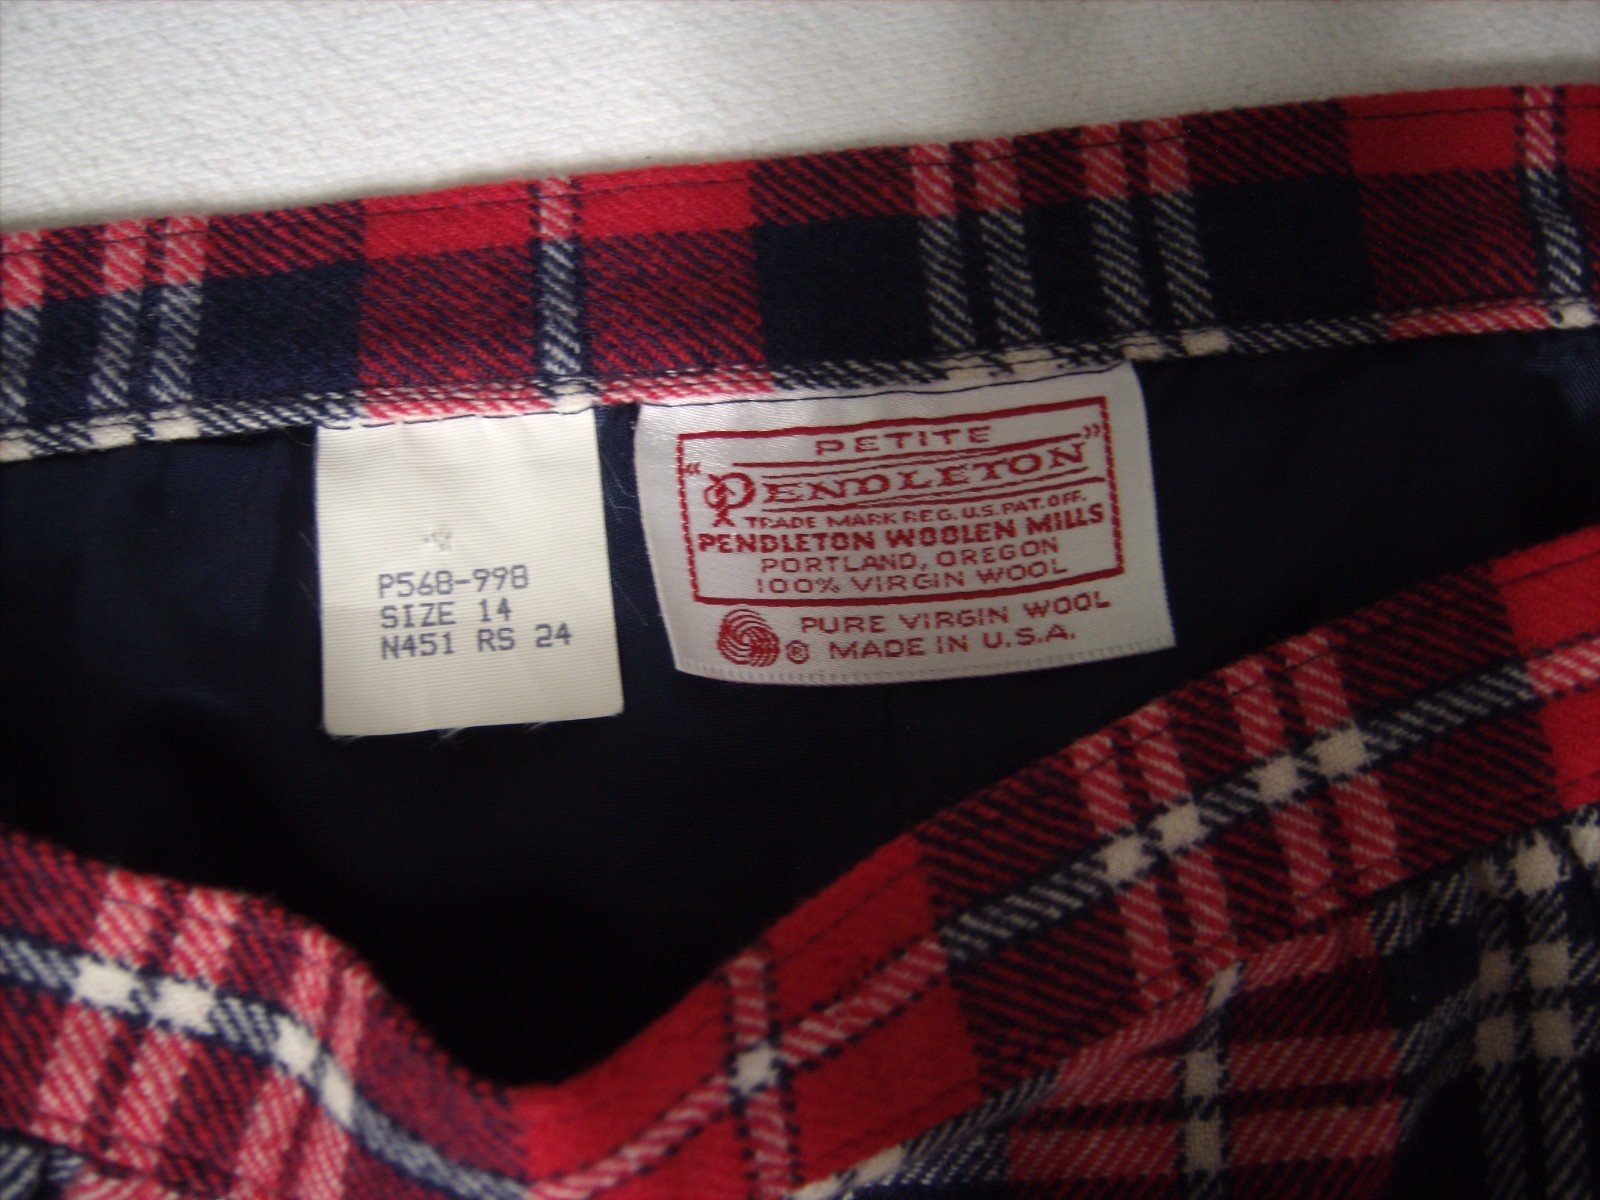 P568-998
SIZE 14
N451 RS 24
PETITE
"PENDLETON"
TRADE MARK REG. U.S. PAT. OFF.
PENDLETON WOOLEN MILLS
PORTLAND, OREGON
100% VIRGIN WOOL
PURE VIRGIN WOOL
® MADE IN U.S.A.